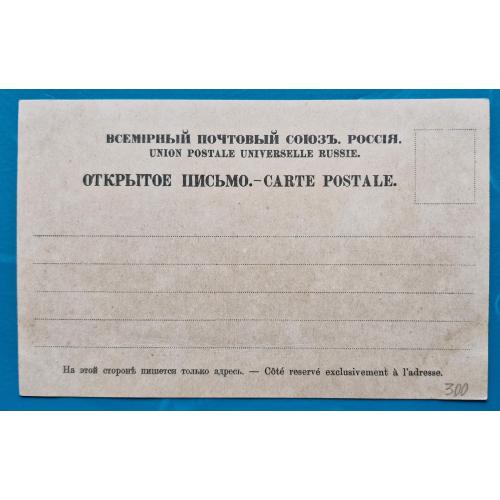 ВСЕМІРНЫЙ ПОЧТОВЫЙ СОЮЗЪ. РОССІЯ.
UNION POSTALE UNIVERSELLE RUSSIE.
ОТКРЫТОЕ ПИСЬМО.-CARTE POSTALE.
На этой сторонѣ пишется только адресъ. — Côté reservé exclusivement à l'adresse.
300